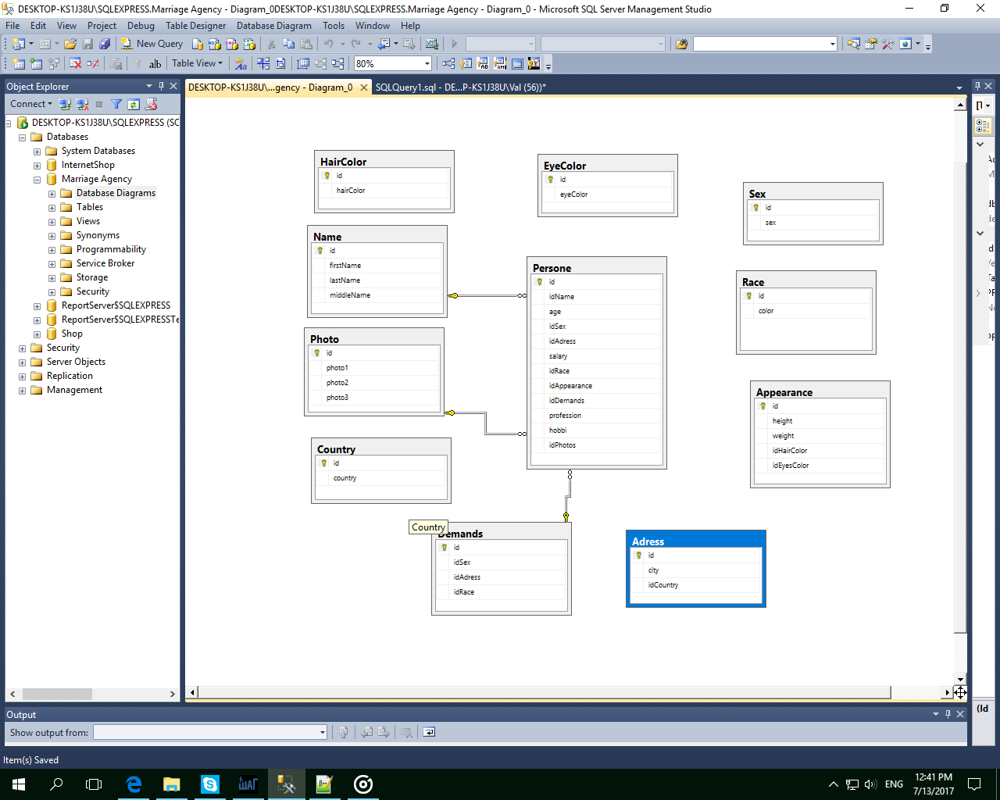 DESKTOP-KS1J38U\SQLEXPRESS.Marriage Agency - Diagram_0DESKTOP-KS1J38U\SQLEXPRESS.Marriage Agency - Diagram_0 - Microsoft SQL Server Management Studio
File Edit View Project Debug Table Designer Database Diagram Tools Window Help
New Query
Table View 80%
Object Explorer
DESKTOP-KS1J38U\...gency - Diagram_0
SQLQuery1.sql - DE...P-KS1J38U\Val (56))*
Connect
DESKTOP-KS1J38U\SQLEXPRESS (SC
Databases
System Databases
InternetShop
Marriage Agency
Database Diagrams
Tables
Views
Synonyms
Programmability
Service Broker
Storage
Security
ReportServer$SQLEXPRESS
ReportServer$SQLEXPRESSTe
Shop
Security
Server Objects
Replication
Management
HairColor
id
hairColor
EyeColor
id
eyeColor
Sex
id
sex
Name
id
firstName
lastName
middleName
Persone
id
idName
age
idSex
idAdress
salary
idRace
idAppearance
idDemands
profession
hobbi
idPhotos
Race
id
color
Photo
id
photo1
photo2
photo3
Appearance
id
height
weight
idHairColor
idEyesColor
Country
id
country
Country
Demands
id
idSex
idAdress
idRace
Adress
id
city
idCountry
(Id
Output
Show output from:
Item(s) Saved
ШАГ
ENG
12:41 PM
7/13/2017